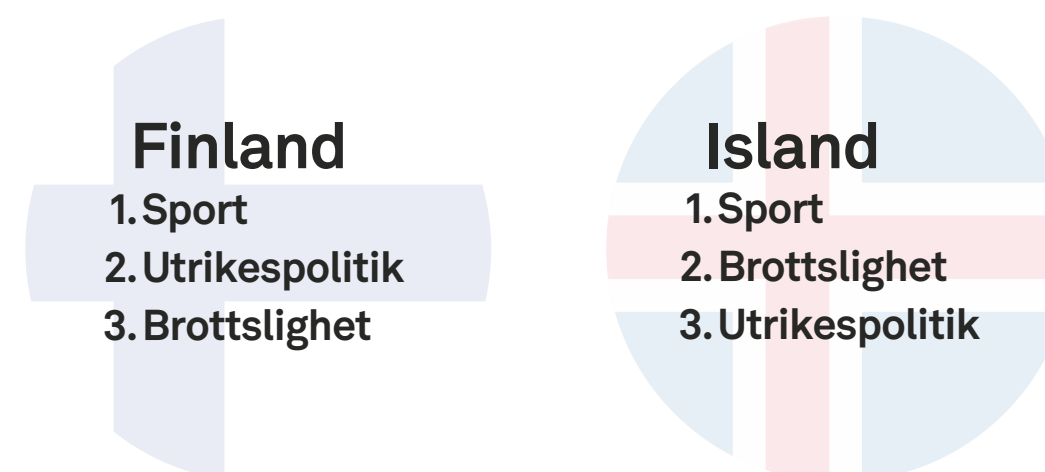 Finland
1. Sport
2. Utrikespolitik
3. Brottslighet
Island
1. Sport
2. Brottslighet
3. Utrikespolitik